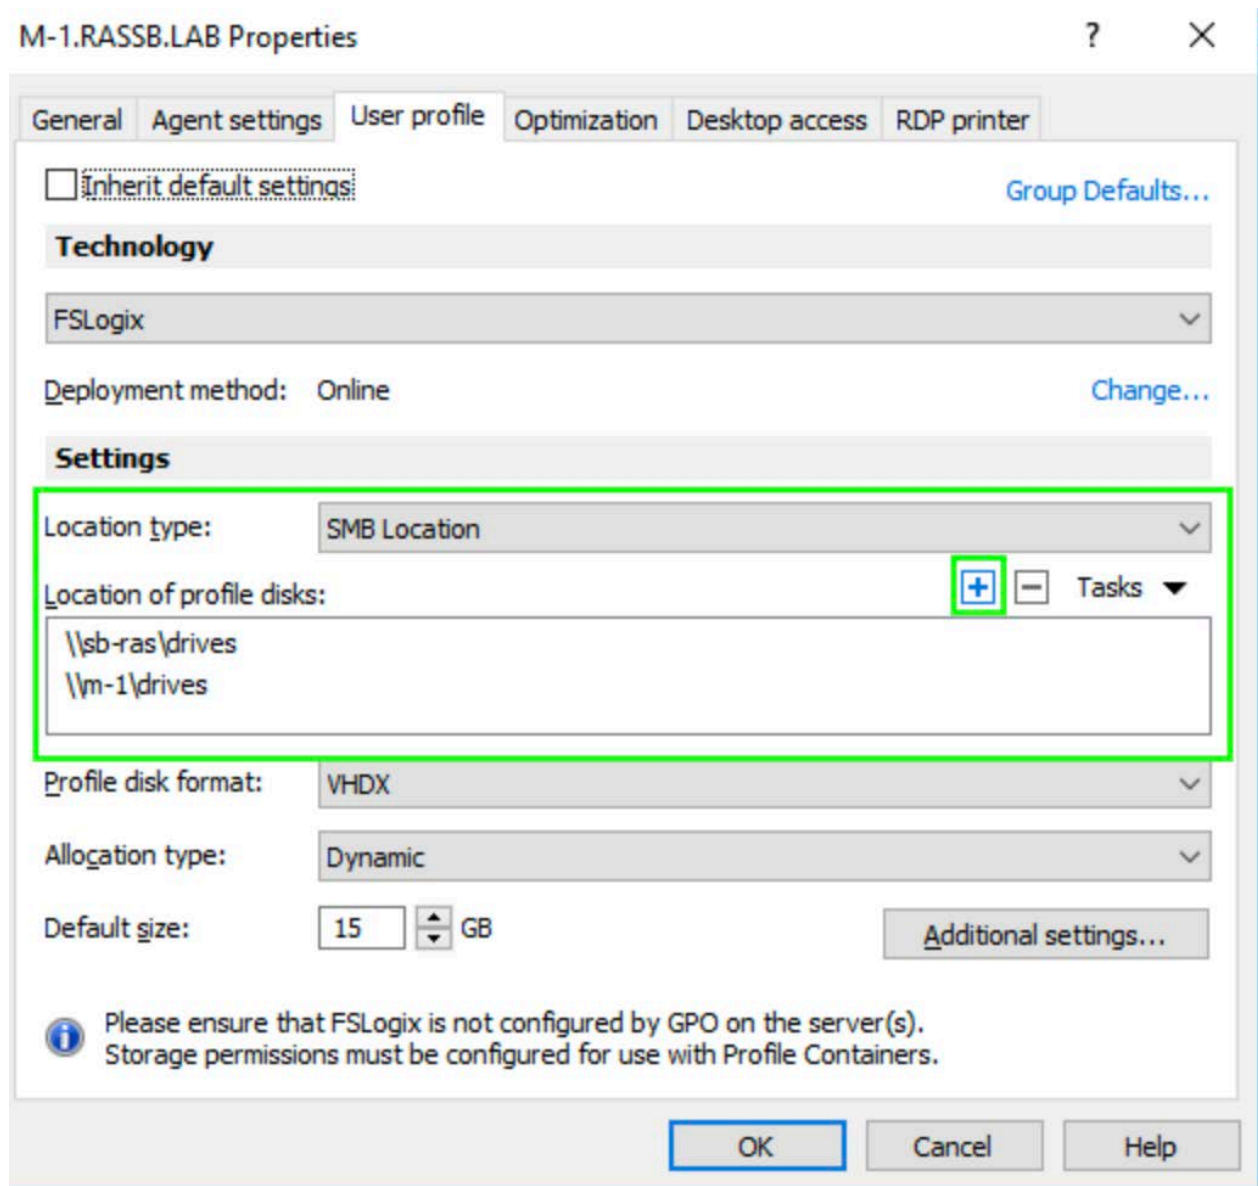 M-1.RASSB.LAB Properties ?
General Agent settings User profile Optimization Desktop access RDP printer
Inherit default settings Group Defaults...
Technology
FSLogix
Deployment method: Online Change...
Settings
Location type: SMB Location
Location of profile disks: Tasks
\\sb-ras\drives
\\m-1\drives
Profile disk format: VHDX
Allocation type: Dynamic
Default size: 15 GB Additional settings...
Please ensure that FSLogix is not configured by GPO on the server(s).
Storage permissions must be configured for use with Profile Containers.
OK Cancel Help